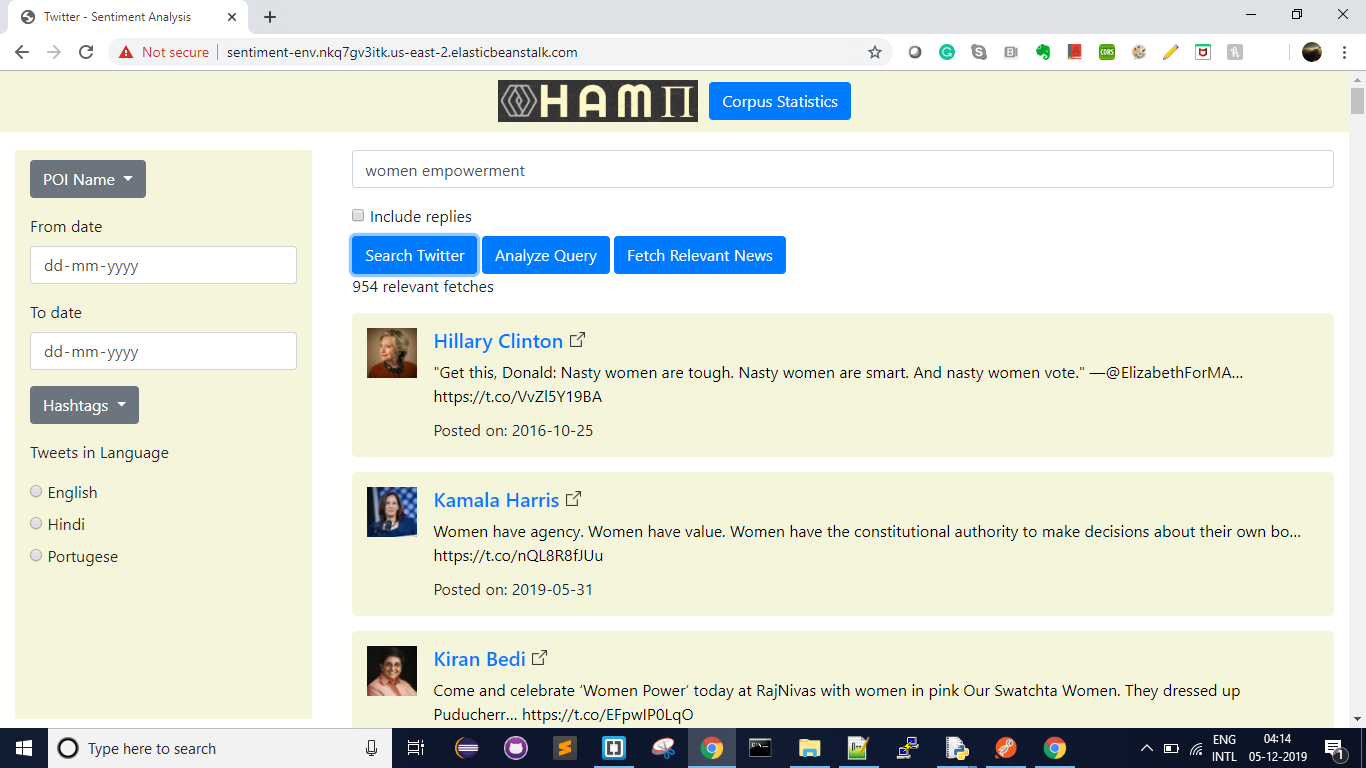 Twitter - Sentiment Analysis
Not secure
sentiment-env.nkq7gv3itk.us-east-2.elasticbeanstalk.com
HAMΠ
Corpus Statistics
POI Name
From date
dd-mm-yyyy
To date
dd-mm-yyyy
Hashtags
Tweets in Language
English
Hindi
Portugese
women empowerment
Include replies
Search Twitter
Analyze Query
Fetch Relevant News
954 relevant fetches
Hillary Clinton
"Get this, Donald: Nasty women are tough. Nasty women are smart. And nasty women vote." —@ElizabethForMA…
https://t.co/VvZl5Y19BA
Posted on: 2016-10-25
Kamala Harris
Women have agency. Women have value. Women have the constitutional authority to make decisions about their own bo…
https://t.co/nQL8R8fJUu
Posted on: 2019-05-31
Kiran Bedi
Come and celebrate ‘Women Power’ today at RajNivas with women in pink Our Swatchta Women. They dressed up
Puducherr… https://t.co/EFpwIP0LqO
Type here to search
ENG
INTL
04:14
05-12-2019
1